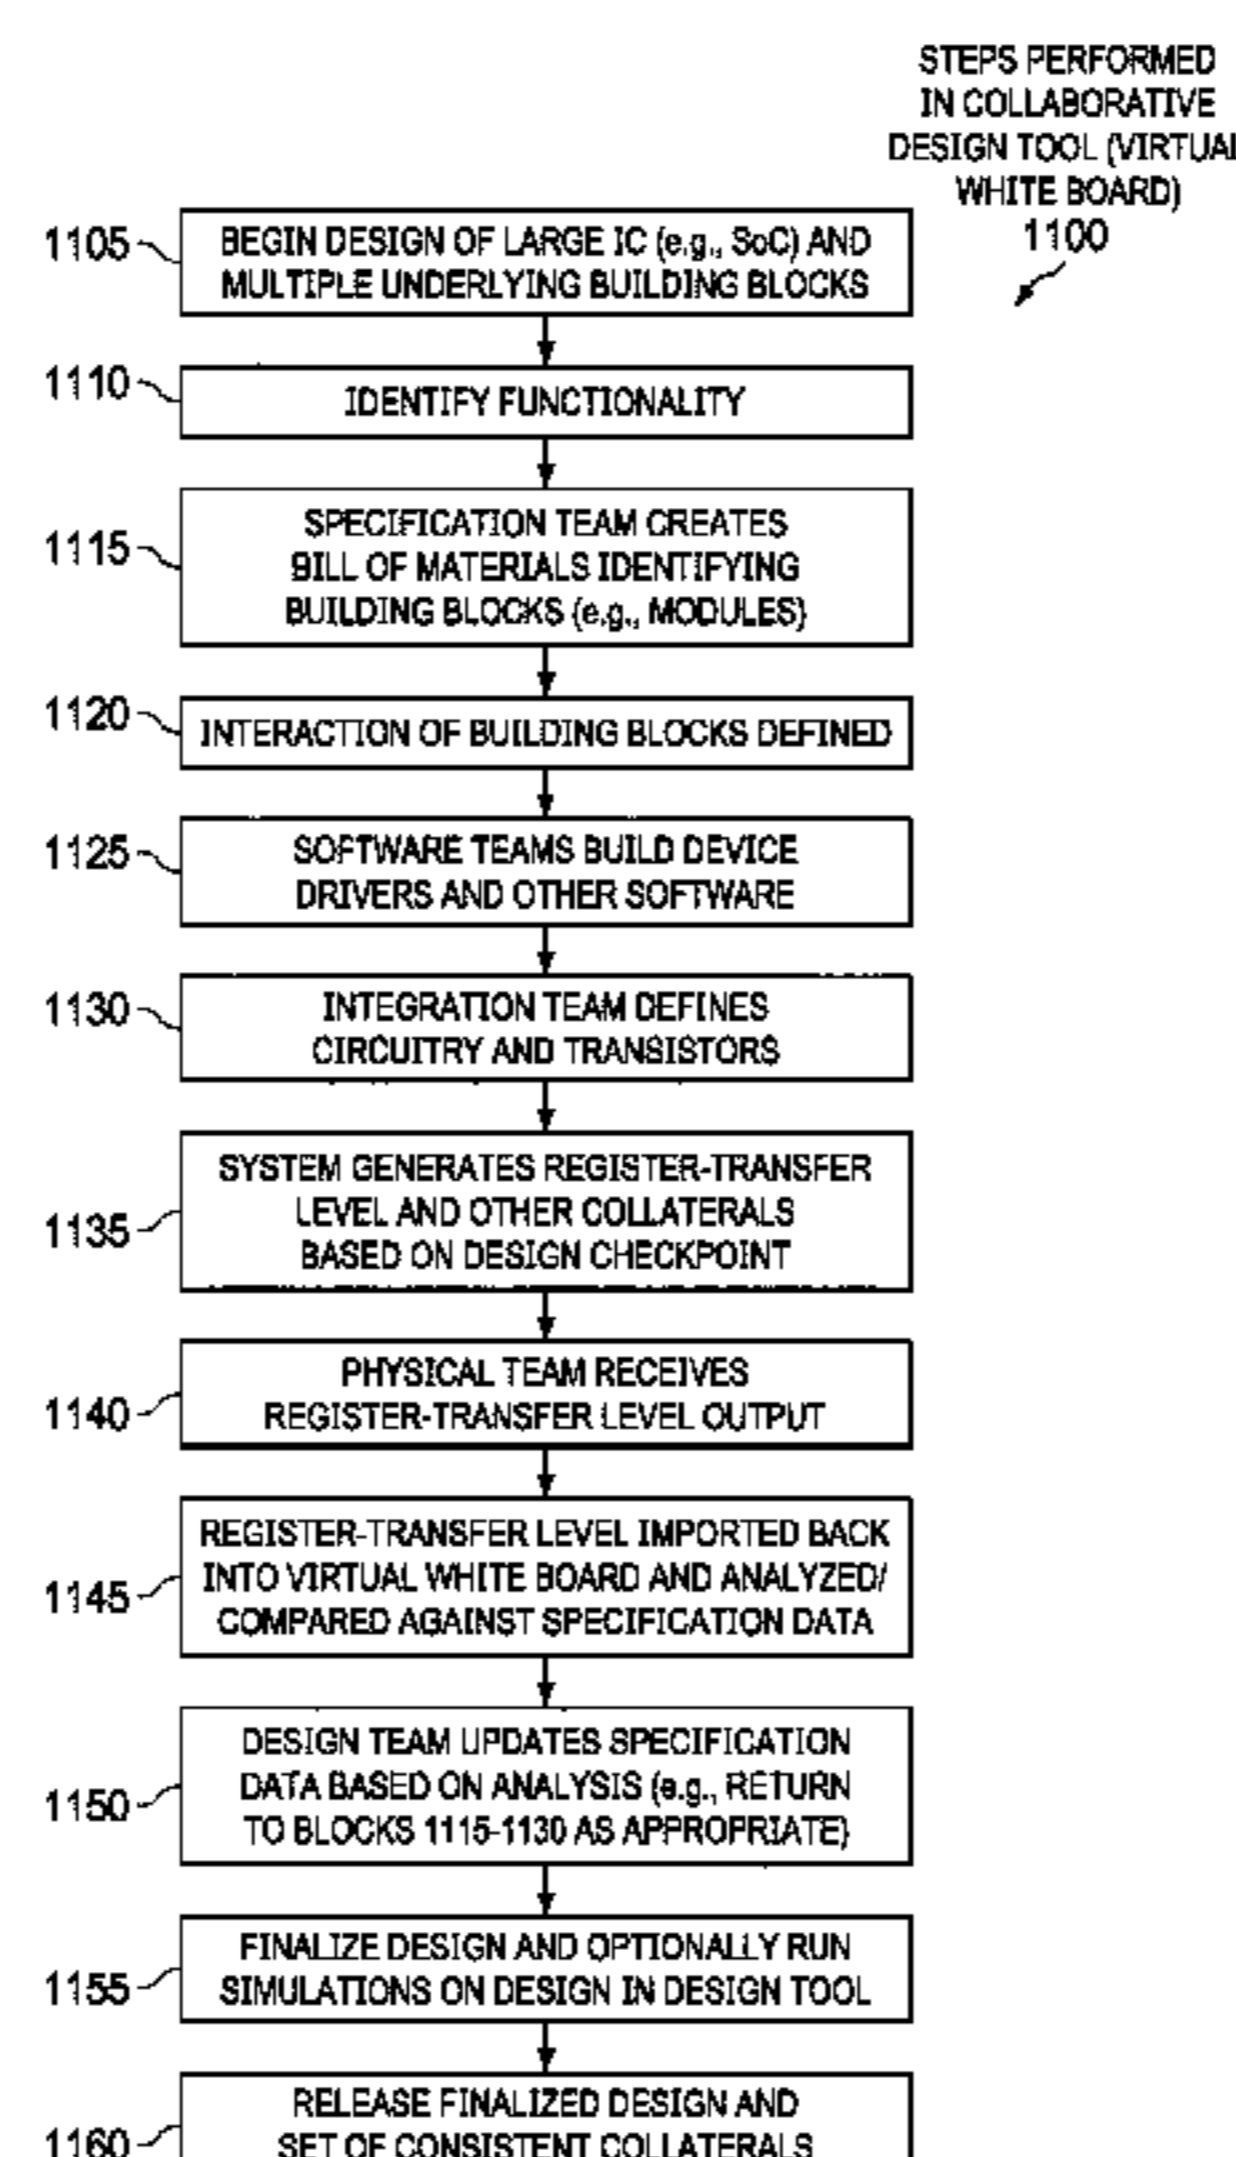 STEPS PERFORMED
IN COLLABORATIVE
DESIGN TOOL (VIRTUAL
WHITE BOARD)
1100
1105
BEGIN DESIGN OF LARGE IC (e.g., SoC) AND
MULTIPLE UNDERLYING BUILDING BLOCKS
1110
IDENTIFY FUNCTIONALITY
1115
SPECIFICATION TEAM CREATES
BILL OF MATERIALS IDENTIFYING
BUILDING BLOCKS (e.g., MODULES)
1120
INTERACTION OF BUILDING BLOCKS DEFINED
1125
SOFTWARE TEAMS BUILD DEVICE
DRIVERS AND OTHER SOFTWARE
1130
INTEGRATION TEAM DEFINES
CIRCUITRY AND TRANSISTORS
1135
SYSTEM GENERATES REGISTER-TRANSFER
LEVEL AND OTHER COLLATERALS
BASED ON DESIGN CHECKPOINT
1140
PHYSICAL TEAM RECEIVES
REGISTER-TRANSFER LEVEL OUTPUT
1145
REGISTER-TRANSFER LEVEL IMPORTED BACK
INTO VIRTUAL WHITE BOARD AND ANALYZED/
COMPARED AGAINST SPECIFICATION DATA
1150
DESIGN TEAM UPDATES SPECIFICATION
DATA BASED ON ANALYSIS (e.g., RETURN
TO BLOCKS 1115-1130 AS APPROPRIATE)
1155
FINALIZE DESIGN AND OPTIONALLY RUN
SIMULATIONS ON DESIGN IN DESIGN TOOL
1160
RELEASE FINALIZED DESIGN AND
SET OF CONSISTENT COLLATERALS